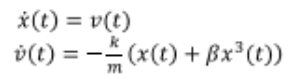 ẋ(t) = v(t)
v̇(t) = −k/m (x(t) + βx³(t))